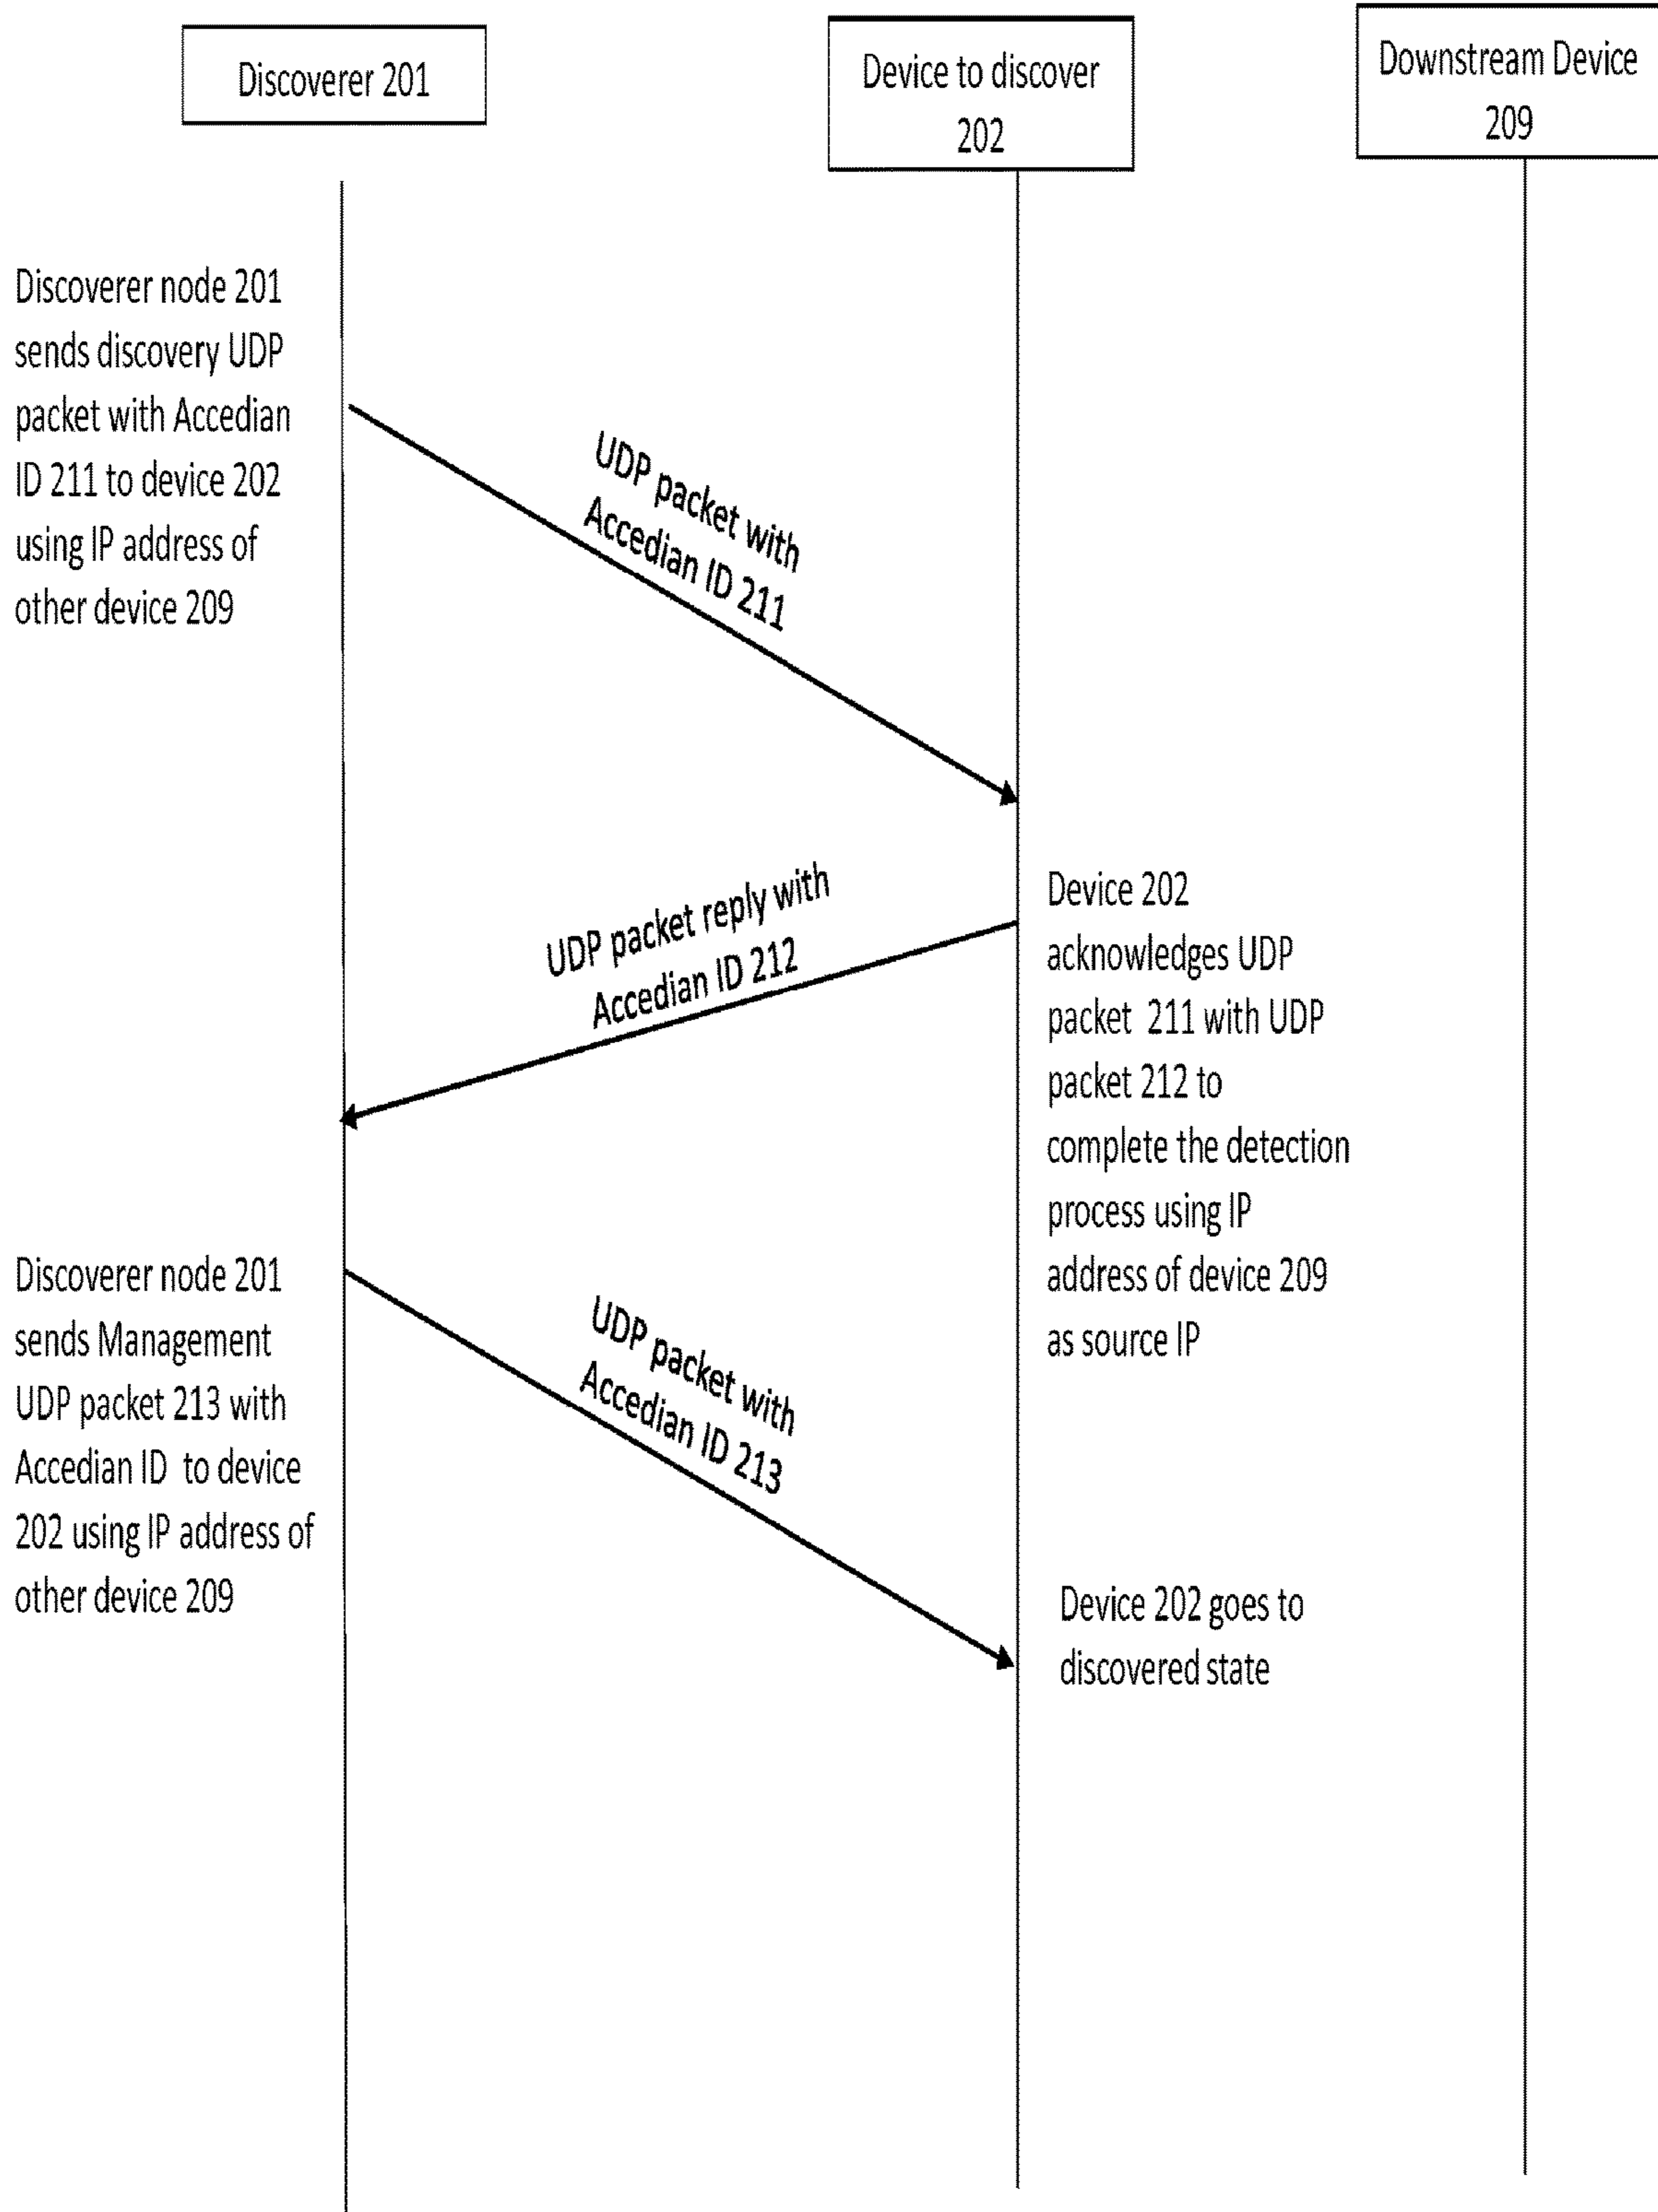 Discoverer 201
Device to discover
202
Downstream Device
209
Discoverer node 201
sends discovery UDP
packet with Accedian
ID 211 to device 202
using IP address of
other device 209
UDP packet with
Accedian ID 211
UDP packet reply with
Accedian ID 212
Device 202
acknowledges UDP
packet 211 with UDP
packet 212 to
complete the detection
process using IP
address of device 209
as source IP
Discoverer node 201
sends Management
UDP packet 213 with
Accedian ID to device
202 using IP address of
other device 209
UDP packet with
Accedian ID 213
Device 202 goes to
discovered state